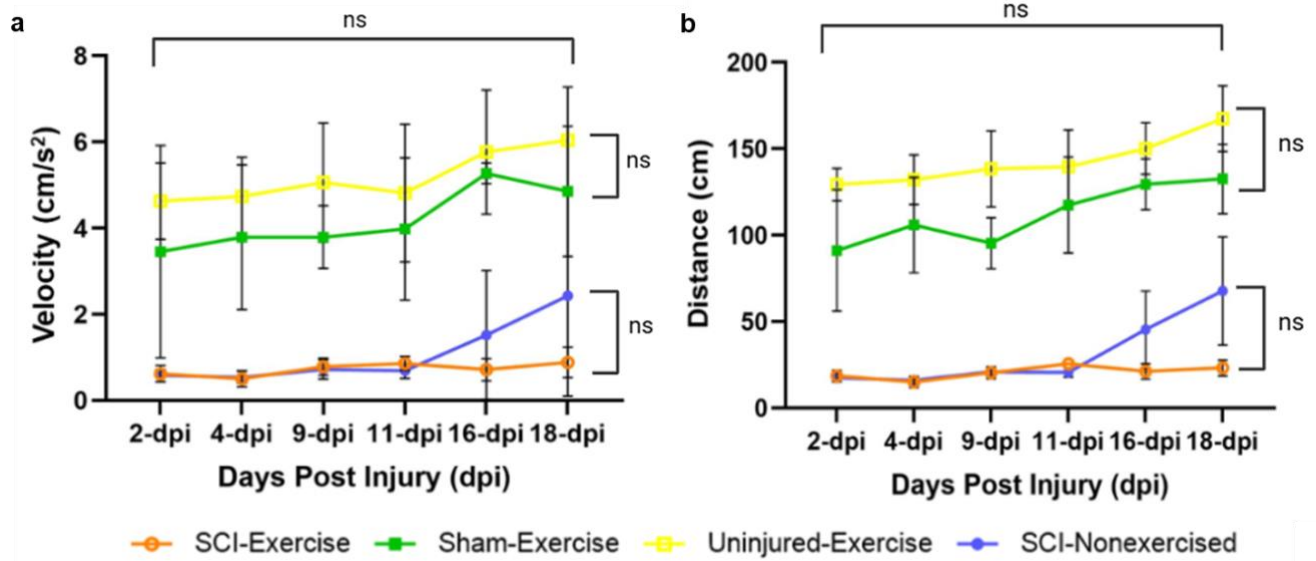 a
ns
8
6
4
2
0
Velocity (cm/s²)
ns
ns
2-dpi 4-dpi 9-dpi 11-dpi 16-dpi 18-dpi
Days Post Injury (dpi)
b
ns
200
150
100
50
0
Distance (cm)
ns
ns
2-dpi 4-dpi 9-dpi 11-dpi 16-dpi 18-dpi
Days Post Injury (dpi)
SCI-Exercise Sham-Exercise Uninjured-Exercise SCI-Nonexercised